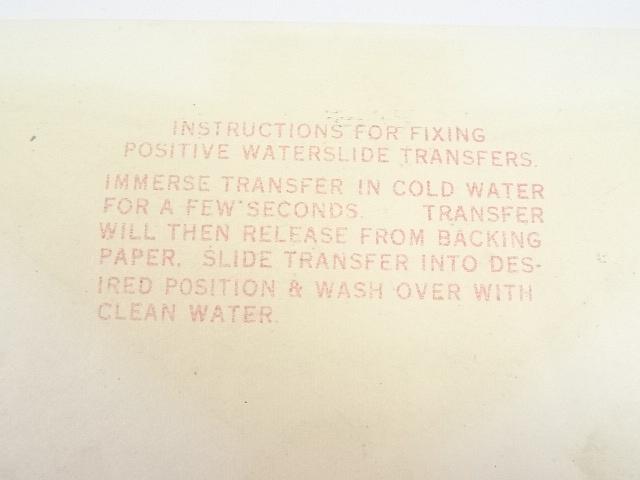 INSTRUCTIONS FOR FIXING
POSITIVE WATERSLIDE TRANSFERS.
IMMERSE TRANSFER IN COLD WATER
FOR A FEW SECONDS. TRANSFER
WILL THEN RELEASE FROM BACKING
PAPER. SLIDE TRANSFER INTO DES-
IRED POSITION & WASH OVER WITH
CLEAN WATER.